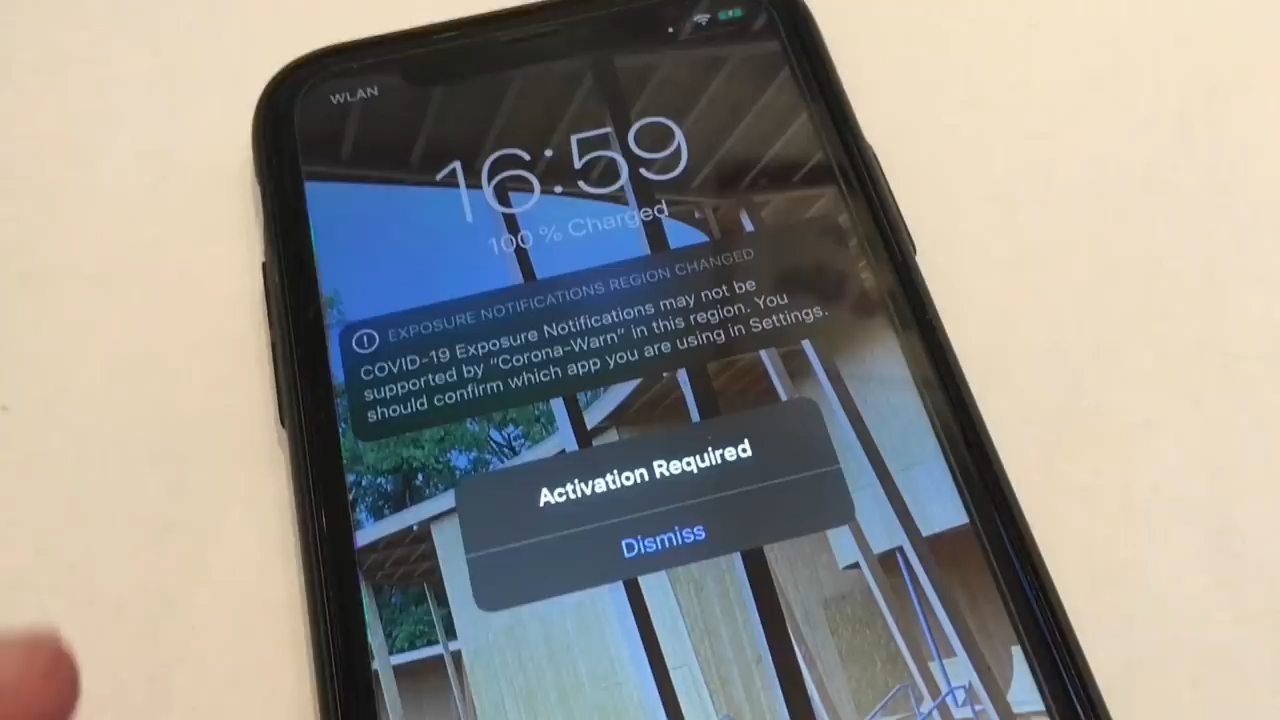 WLAN
16:59
100 % Charged
EXPOSURE NOTIFICATIONS REGION CHANGED
COVID-19 Exposure Notifications may not be
supported by "Corona-Warn" in this region. You
should confirm which app you are using in Settings.
Activation Required
Dismiss